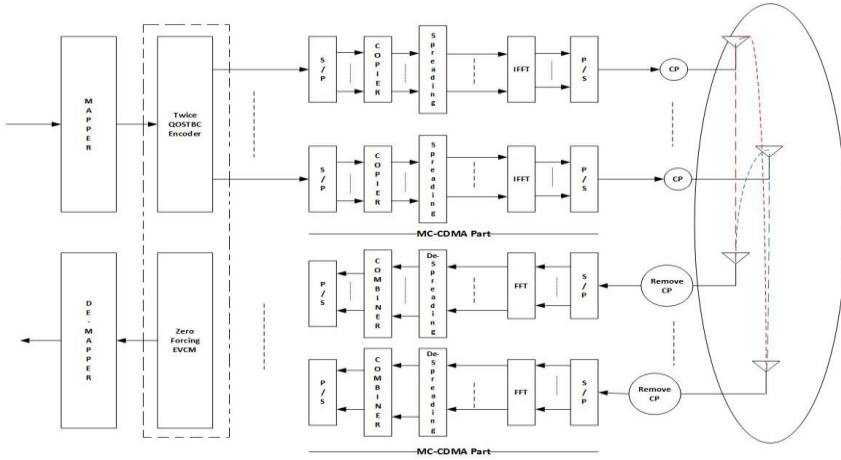 MAPPER
Twice
QOSTBC
Encoder
S/P
COPIER
Spreading
IFFT
P/S
CP
S/P
COPIER
Spreading
IFFT
P/S
CP
MC-CDMA Part
DE-MAPPER
Zero
Forcing
EVCM
P/S
COMBINER
De-Spreading
FFT
S/P
Remove
CP
P/S
COMBINER
De-Spreading
FFT
S/P
Remove
CP
MC-CDMA Part